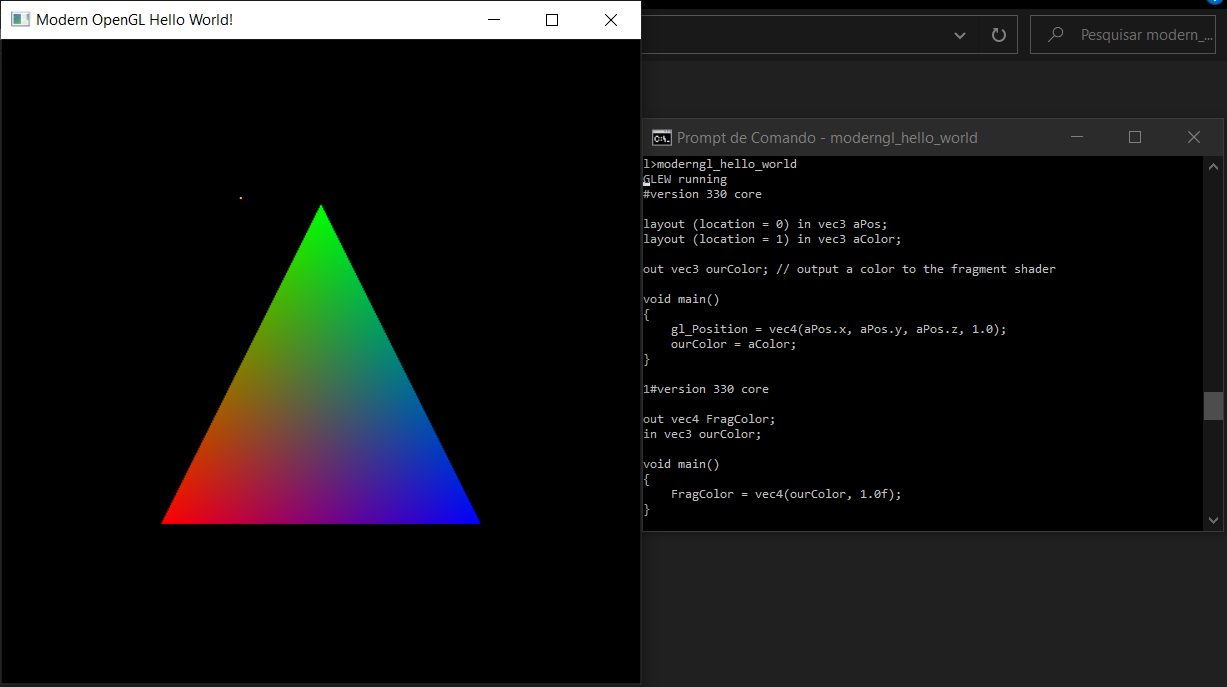 Modern OpenGL Hello World!
Pesquisar modern_...
Prompt de Comando - moderngl_hello_world
l>moderngl_hello_world
GLEW running
#version 330 core
layout (location = 0) in vec3 aPos;
layout (location = 1) in vec3 aColor;
out vec3 ourColor; // output a color to the fragment shader
void main()
{
    gl_Position = vec4(aPos.x, aPos.y, aPos.z, 1.0);
    ourColor = aColor;
}
1#version 330 core
out vec4 FragColor;
in vec3 ourColor;
void main()
{
    FragColor = vec4(ourColor, 1.0f);
}